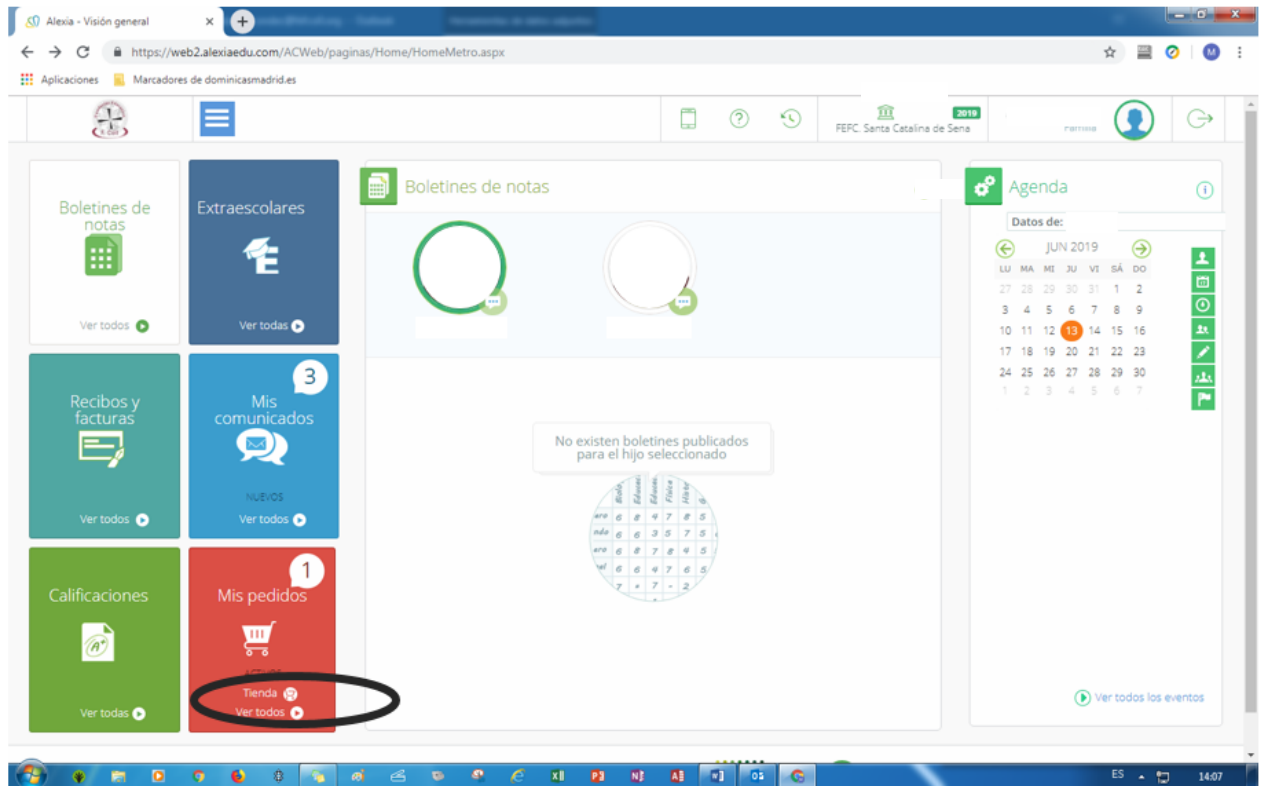 Alexia - Visión general
https://web2.alexiaedu.com/ACWeb/paginas/Home/HomeMetro.aspx
M
Aplicaciones
Marcadores de dominicasmadrid.es
FEFC. Santa Catalina de Sena
2019
Boletines de
notas
Ver todos
Extraescolares
Ver todas
Recibos y
facturas
Ver todos
3
Mis
comunicados
NUEVOS
Ver todos
Calificaciones
A+
Ver todas
1
Mis pedidos
Tienda
Ver todos
Boletines de notas
No existen boletines publicados
para el hijo seleccionado
Agenda
Datos de:
JUN 2019
LU MA MI JU VI SÁ DO
27 28 29 30 31 1 2
3 4 5 6 7 8 9
10 11 12 13 14 15 16
17 18 19 20 21 22 23
24 25 26 27 28 29 30
1 2 3 4 5 6 7
Ver todos los eventos
ES
14:07